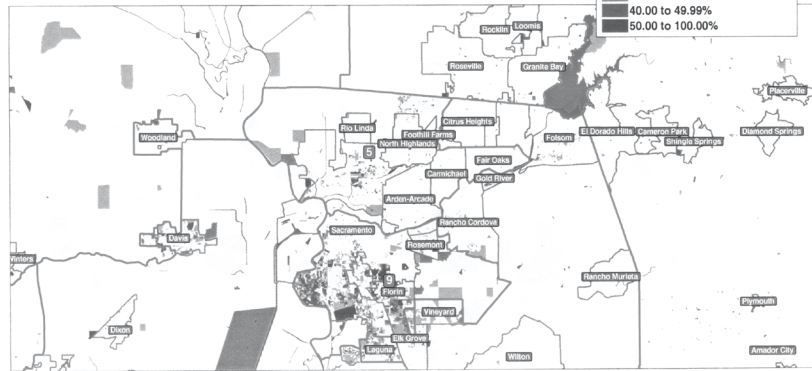 40.00 to 49.99%
50.00 to 100.00%
Rocklin
Loomis
Roseville
Granite Bay
Placerville
Woodland
Rio Linda
Citrus Heights
Foothill Farms
North Highlands
5
Folsom
El Dorado Hills
Cameron Park
Shingle Springs
Diamond Springs
Fair Oaks
Carmichael
Gold River
Arden-Arcade
Rancho Cordova
Sacramento
Davis
Rosemont
Winters
9
Florin
Rancho Murieta
Vineyard
Plymouth
Dixon
Elk Grove
Laguna
Wilton
Amador City